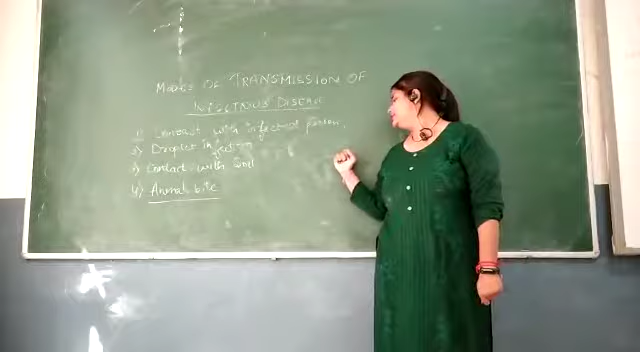 MODES OF TRANSMISSION OF
INFECTIOUS DISEASE
1) Contact with infected person.
2) Droplet Infection
3) Contact with Soil
4) Animal bite